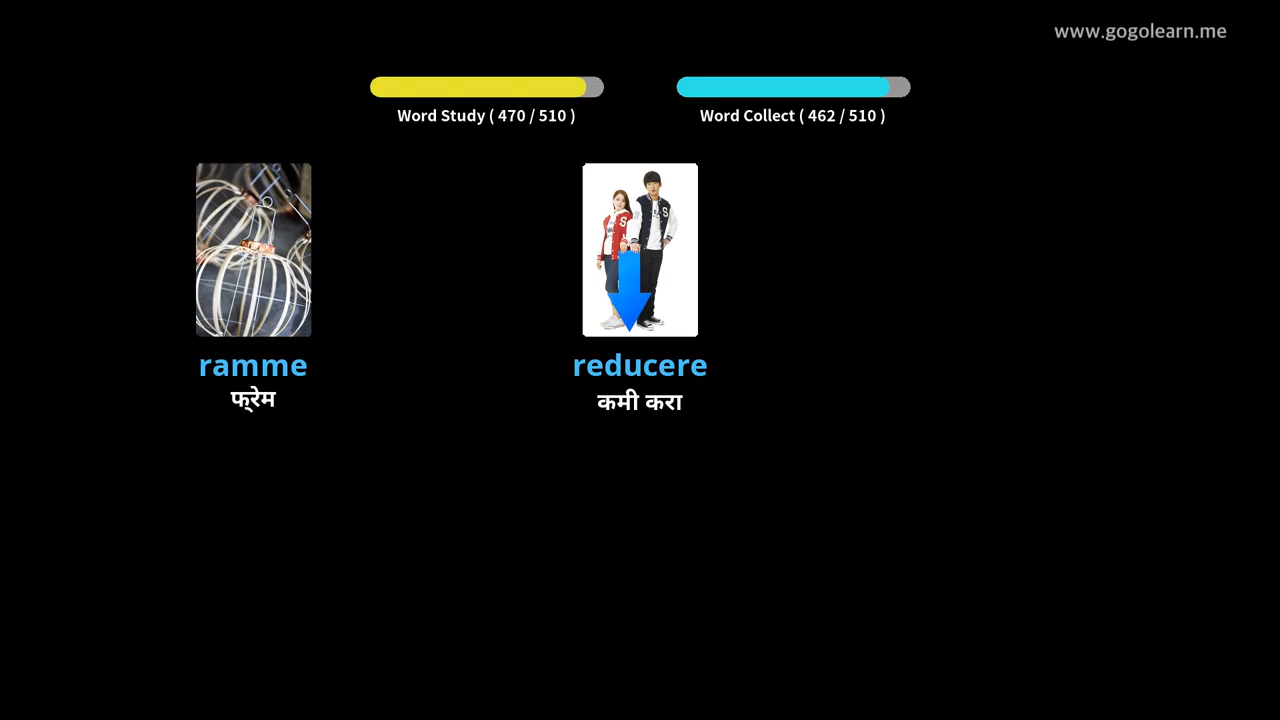 www.gogolearn.me
Word Study ( 470 / 510 )
Word Collect ( 462 / 510 )
ramme
फ्रेम
reducere
कमी करा